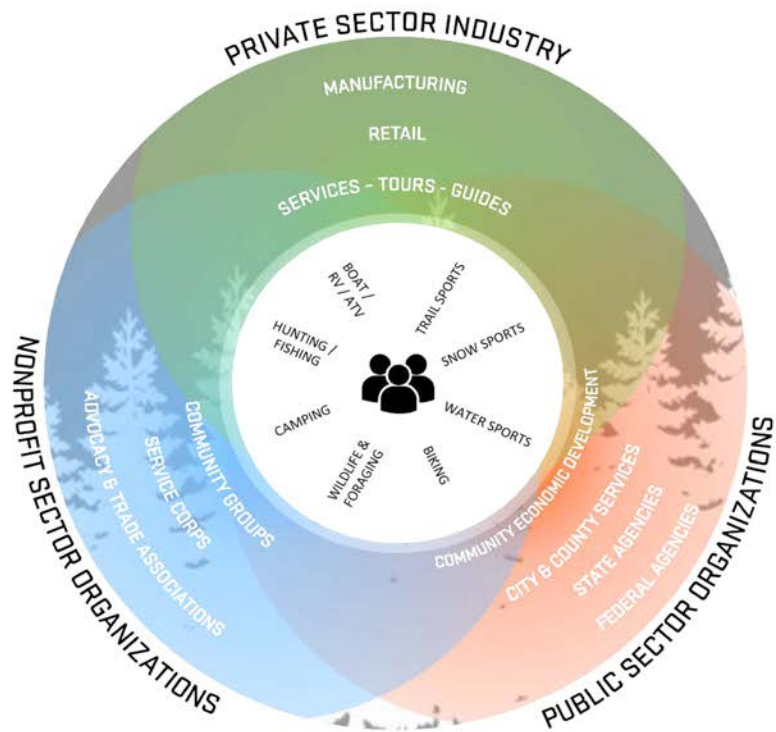 PRIVATE SECTOR INDUSTRY
MANUFACTURING
RETAIL
SERVICES – TOURS - GUIDES
BOAT /
RV / ATV
TRAIL SPORTS
HUNTING /
FISHING
SNOW SPORTS
CAMPING
WATER SPORTS
WILDLIFE &
FORAGING
BIKING
NONPROFIT SECTOR ORGANIZATIONS
ADVOCACY & TRADE ASSOCIATIONS
SERVICE CORPS
COMMUNITY GROUPS
COMMUNITY ECONOMIC DEVELOPMENT
CITY & COUNTY SERVICES
STATE AGENCIES
FEDERAL AGENCIES
PUBLIC SECTOR ORGANIZATIONS